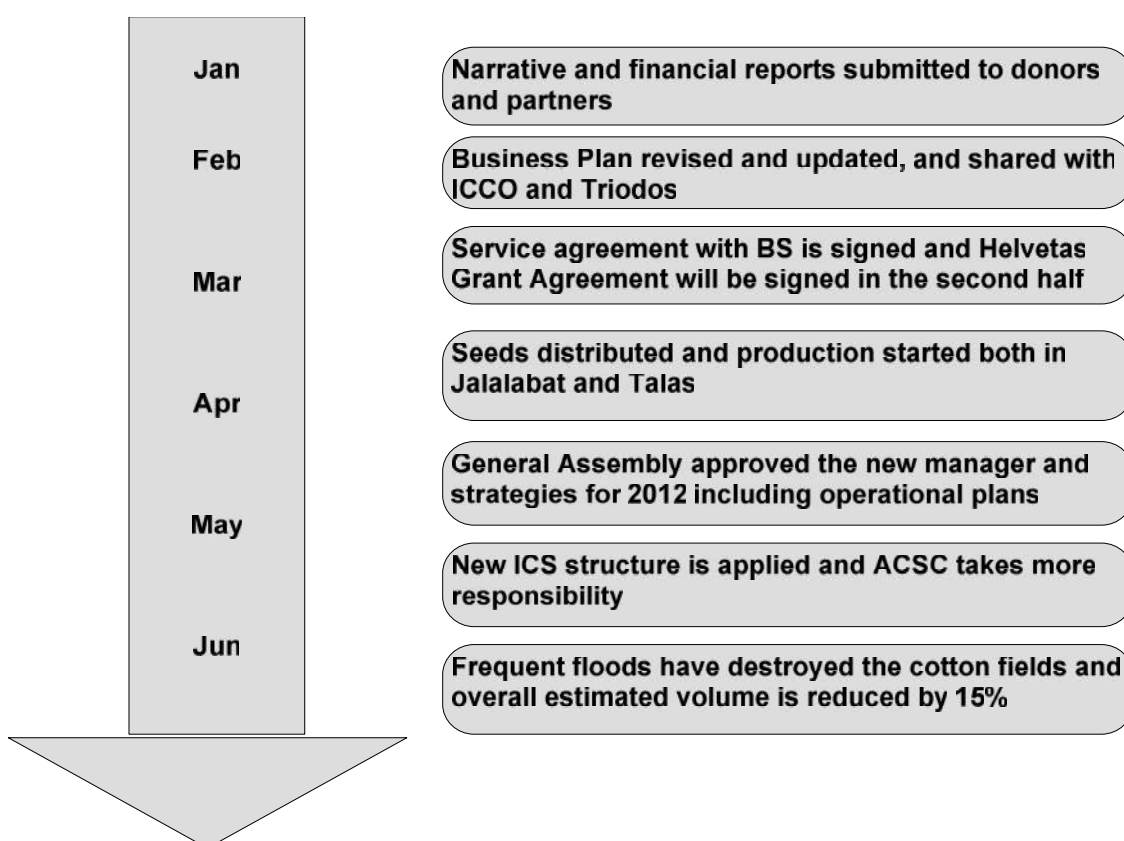 Jan
Narrative and financial reports submitted to donors
and partners
Feb
Business Plan revised and updated, and shared with
ICCO and Triodos
Mar
Service agreement with BS is signed and Helvetas
Grant Agreement will be signed in the second half
Apr
Seeds distributed and production started both in
Jalalabat and Talas
May
General Assembly approved the new manager and
strategies for 2012 including operational plans
New ICS structure is applied and ACSC takes more
responsibility
Jun
Frequent floods have destroyed the cotton fields and
overall estimated volume is reduced by 15%